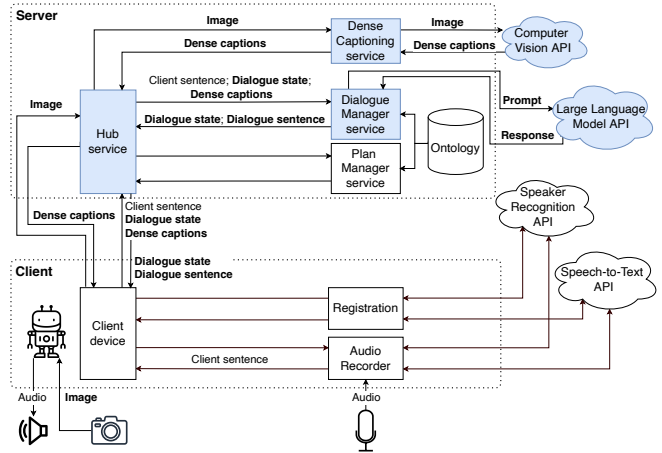 Server
Image
Dense
Captioning
service
Image
Computer
Vision API
Dense captions
Dense captions
Client sentence; Dialogue state;
Dense captions
Image
Hub
service
Dialogue
Manager
service
Prompt
Large Language
Model API
Dialogue state; Dialogue sentence
Response
Ontology
Plan
Manager
service
Speaker
Recognition
API
Dense captions
Client sentence
Dialogue state
Dense captions
Dialogue state
Dialogue sentence
Client
Speech-to-Text
API
Client
device
Registration
Audio
Recorder
Client sentence
Audio
Image
Audio